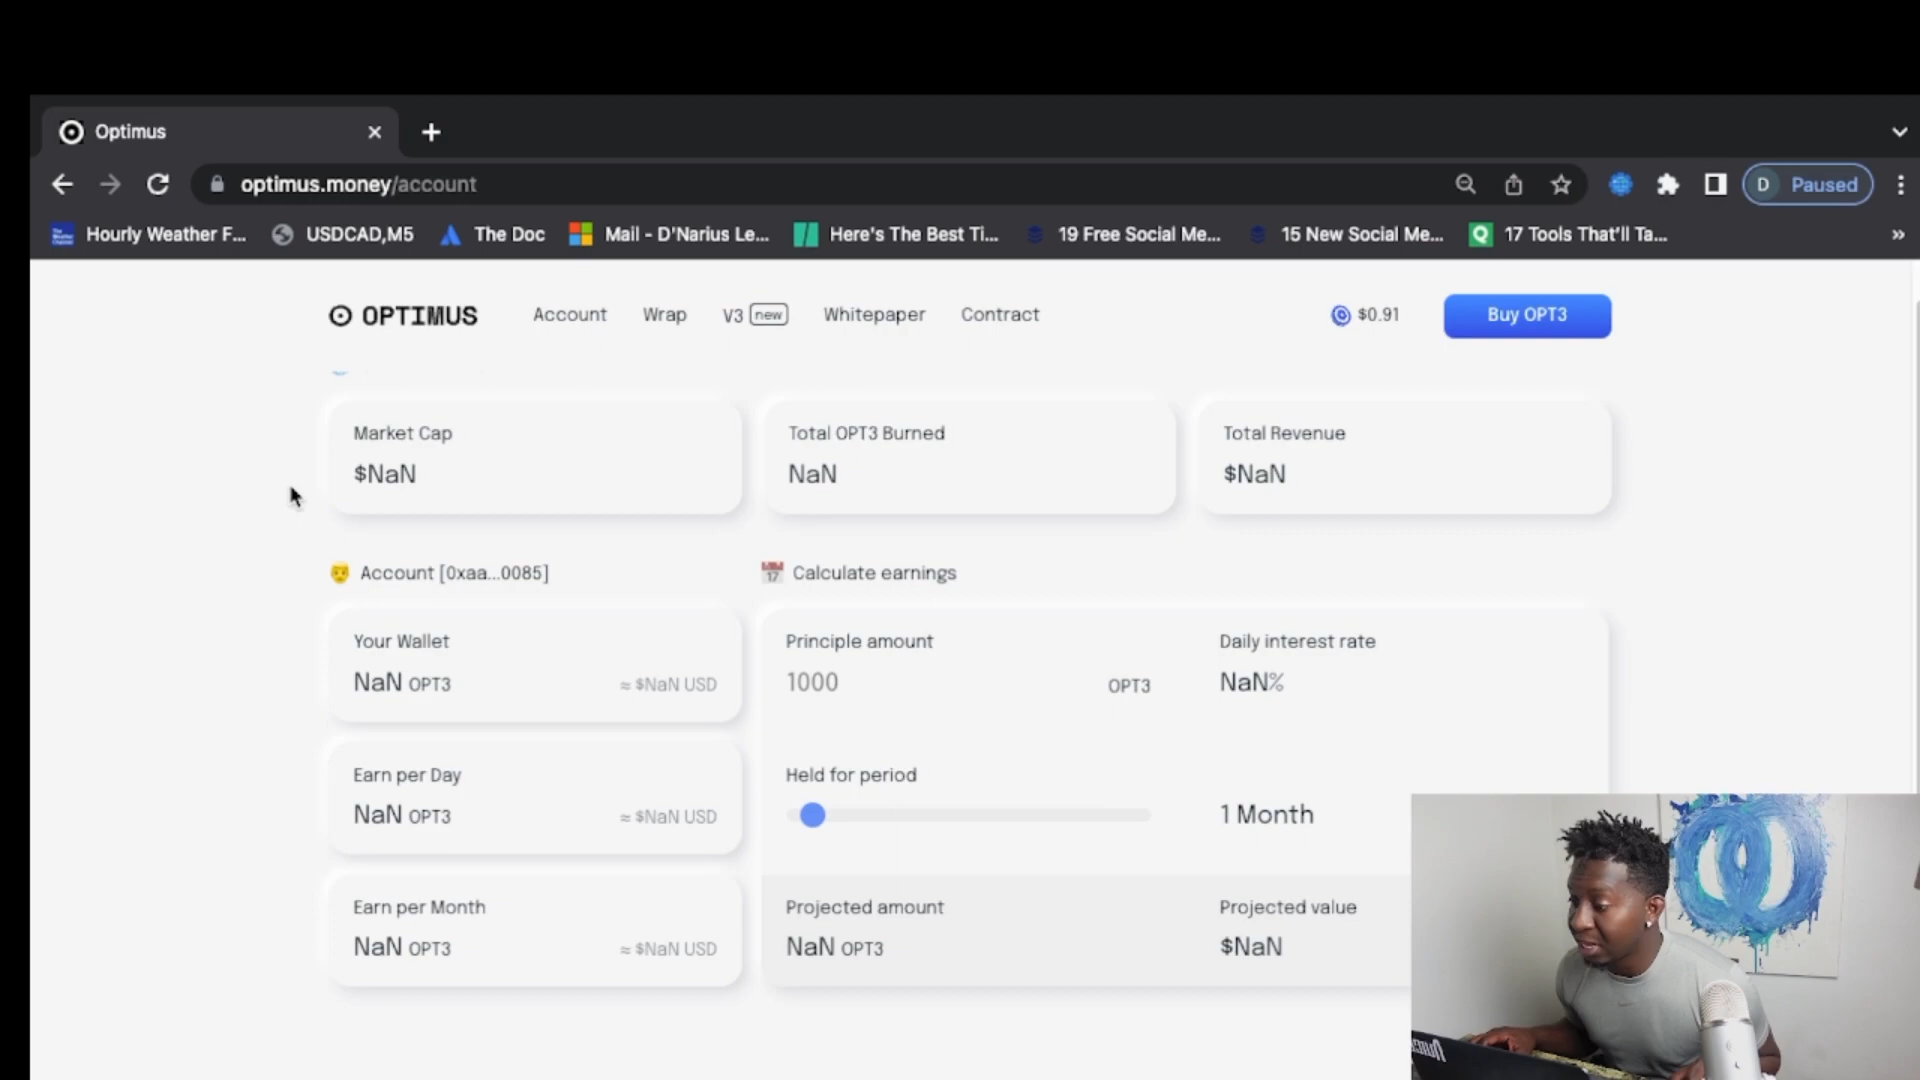 Optimus
optimus.money/account
D Paused
Hourly Weather F...
USDCAD,M5
The Doc
Mail - D'Narius Le...
Here's The Best Ti...
19 Free Social Me...
15 New Social Me...
Q 17 Tools That'll Ta...
OPTIMUS
Account
Wrap
V3 new
Whitepaper
Contract
$0.91
Buy OPT3
Market Cap
$NaN
Total OPT3 Burned
NaN
Total Revenue
$NaN
Account [0xaa...0085]
17 Calculate earnings
Your Wallet
NaN OPT3 ≈ $NaN USD
Principle amount
1000 OPT3
Daily interest rate
NaN%
Earn per Day
NaN OPT3 ≈ $NaN USD
Held for period
1 Month
Earn per Month
NaN OPT3 ≈ $NaN USD
Projected amount
NaN OPT3
Projected value
$NaN